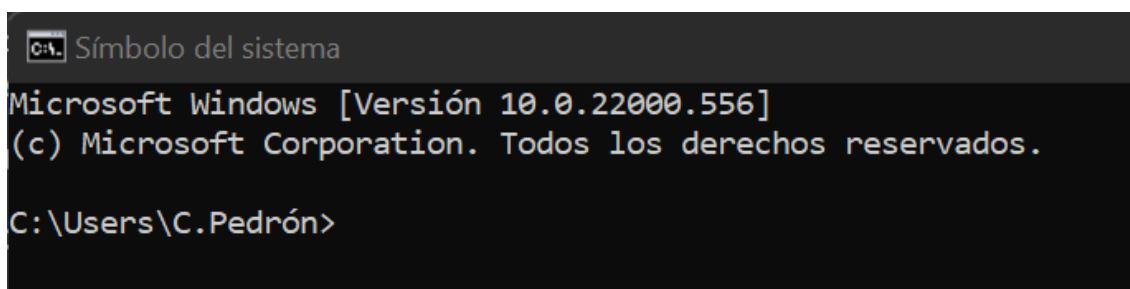 Símbolo del sistema
Microsoft Windows [Versión 10.0.22000.556]
(c) Microsoft Corporation. Todos los derechos reservados.
C:\Users\C.Pedrón>